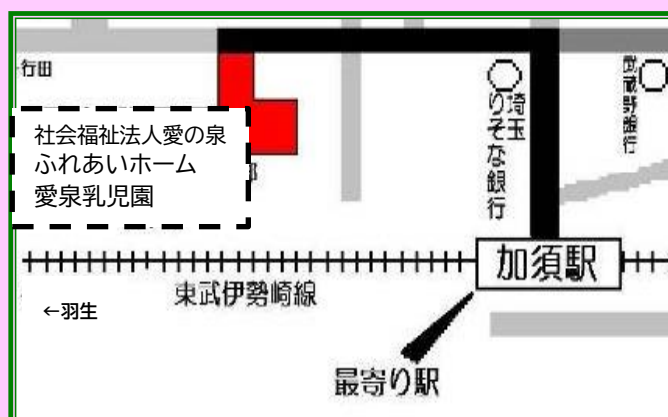 行田
社会福祉法人愛の泉
ふれあいホーム
愛泉乳児園
埼玉
りそな銀行
武蔵野銀行
加須駅
東武伊勢崎線
←羽生
最寄り駅